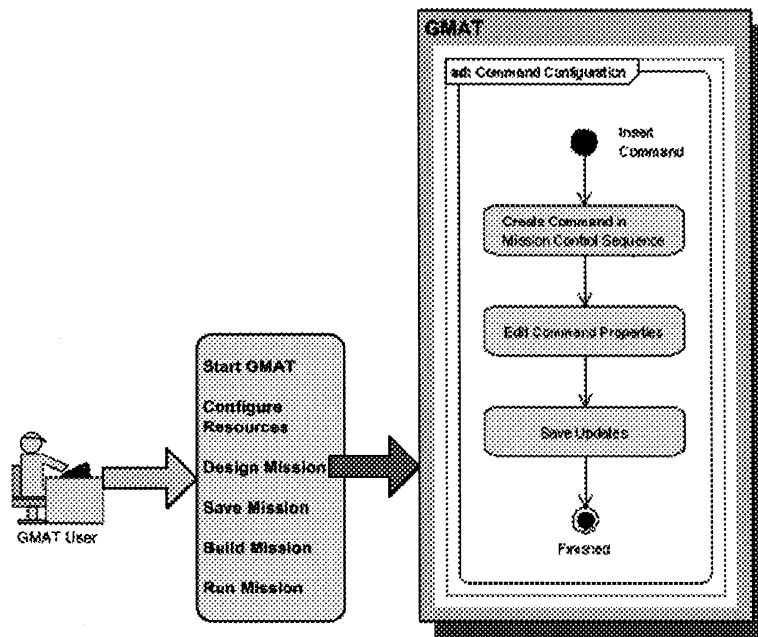 GMAT
ad: Command Configuration
Insert
Command
Create Command in
Mission Control Sequence
Edit Command Properties
Save Updates
Finished
Start GMAT
Configure
Resources
Design Mission
Save Mission
Build Mission
Run Mission
GMAT User